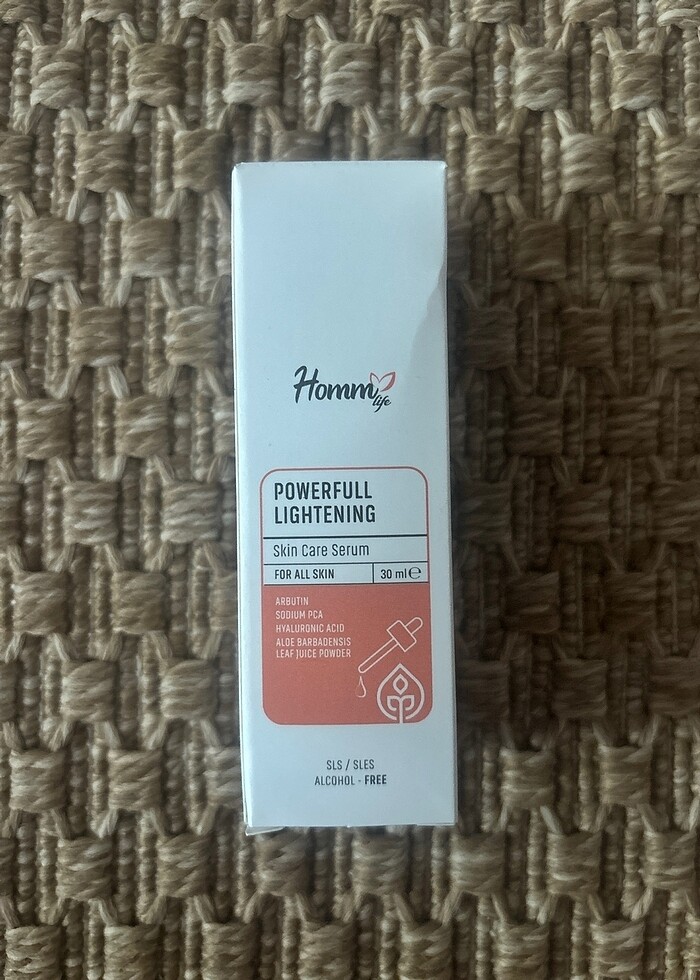 Homm
life
POWERFULL
LIGHTENING
Skin Care Serum
FOR ALL SKIN
30 ml ℮
ARBUTIN
SODIUM PCA
HYALURONIC ACID
ALOE BARBADENSIS
LEAF JUICE POWDER
SLS / SLES
ALCOHOL - FREE